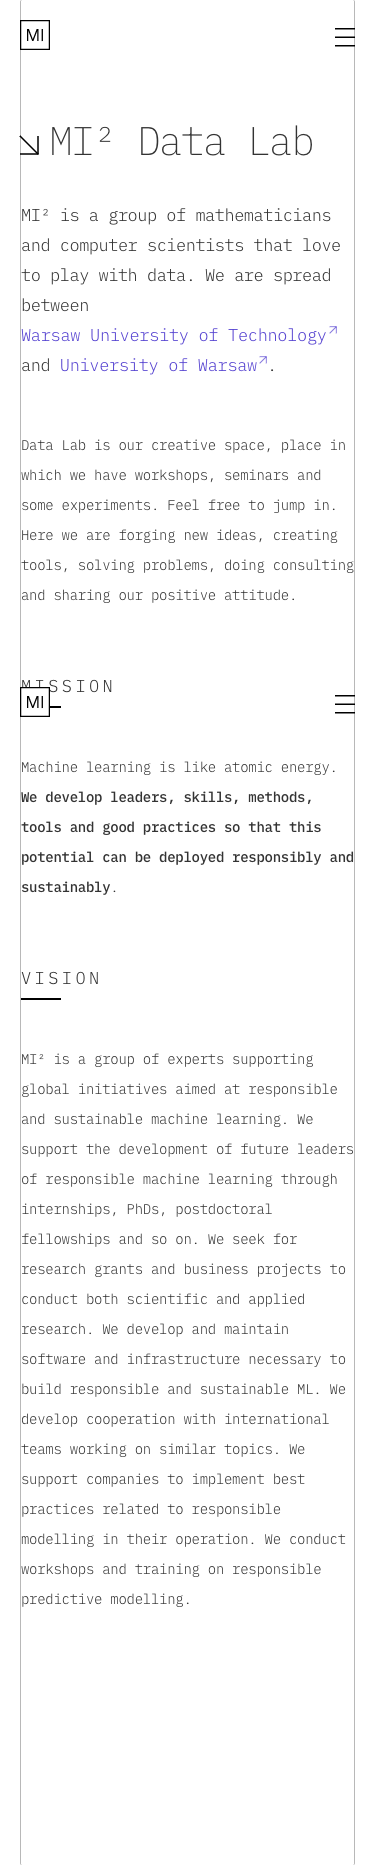 MI
MI² Data Lab
MI² is a group of mathematicians
and computer scientists that love
to play with data. We are spread
between
Warsaw University of Technology
and University of Warsaw.
Data Lab is our creative space, place in
which we have workshops, seminars and
some experiments. Feel free to jump in.
Here we are forging new ideas, creating
tools, solving problems, doing consulting
and sharing our positive attitude.
MISSION
MI
Machine learning is like atomic energy.
We develop leaders, skills, methods,
tools and good practices so that this
potential can be deployed responsibly and
sustainably.
VISION
MI² is a group of experts supporting
global initiatives aimed at responsible
and sustainable machine learning. We
support the development of future leaders
of responsible machine learning through
internships, PhDs, postdoctoral
fellowships and so on. We seek for
research grants and business projects to
conduct both scientific and applied
research. We develop and maintain
software and infrastructure necessary to
build responsible and sustainable ML. We
develop cooperation with international
teams working on similar topics. We
support companies to implement best
practices related to responsible
modelling in their operation. We conduct
workshops and training on responsible
predictive modelling.